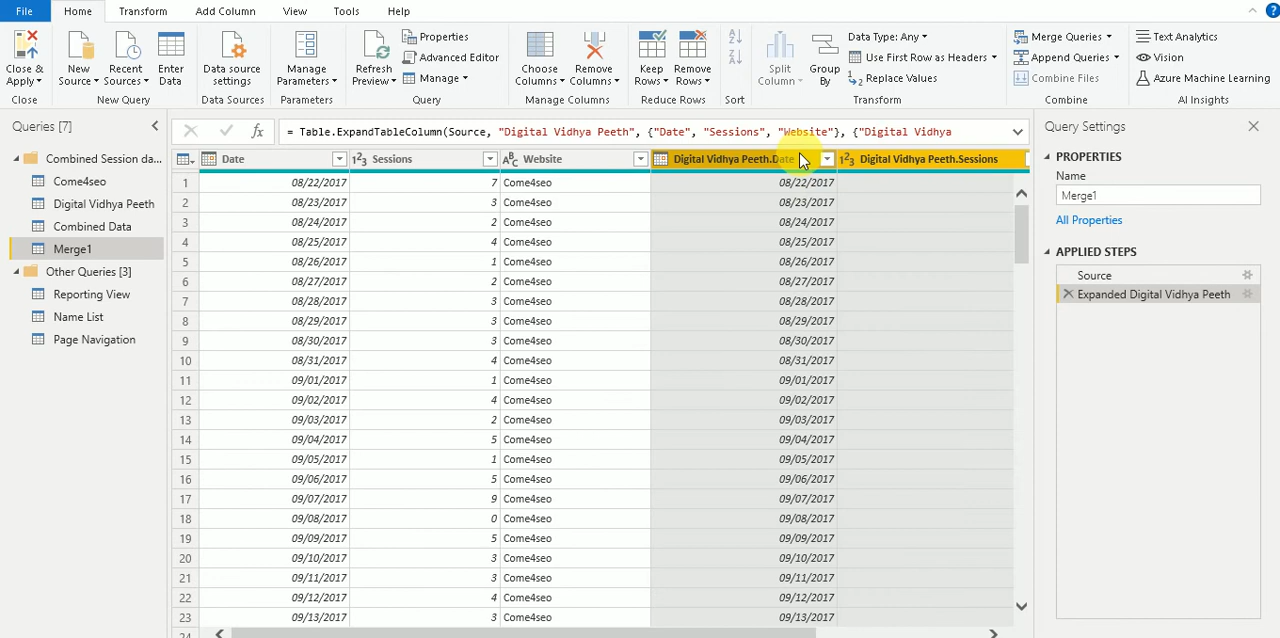 File Home Transform Add Column View Tools Help
Close & Apply New Source Recent Sources Enter Data Data source settings Manage Parameters Refresh Preview Properties Advanced Editor Manage Choose Columns Remove Columns Keep Rows Remove Rows Split Column Group By Data Type: Any Use First Row as Headers Replace Values Merge Queries Append Queries Combine Files Text Analytics Vision Azure Machine Learning
Close New Query Data Sources Parameters Query Manage Columns Reduce Rows Sort Transform Combine AI Insights
Queries [7]
Combined Session da...
Come4seo
Digital Vidhya Peeth
Combined Data
Merge1
Other Queries [3]
Reporting View
Name List
Page Navigation
= Table.ExpandTableColumn(Source, "Digital Vidhya Peeth", {"Date", "Sessions", "Website"}, {"Digital Vidhya
Date Sessions Website Digital Vidhya Peeth.Date Digital Vidhya Peeth.Sessions
1 08/22/2017 7 Come4seo 08/22/2017
2 08/23/2017 3 Come4seo 08/23/2017
3 08/24/2017 2 Come4seo 08/24/2017
4 08/25/2017 4 Come4seo 08/25/2017
5 08/26/2017 1 Come4seo 08/26/2017
6 08/27/2017 2 Come4seo 08/27/2017
7 08/28/2017 3 Come4seo 08/28/2017
8 08/29/2017 3 Come4seo 08/29/2017
9 08/30/2017 3 Come4seo 08/30/2017
10 08/31/2017 4 Come4seo 08/31/2017
11 09/01/2017 1 Come4seo 09/01/2017
12 09/02/2017 4 Come4seo 09/02/2017
13 09/03/2017 2 Come4seo 09/03/2017
14 09/04/2017 5 Come4seo 09/04/2017
15 09/05/2017 1 Come4seo 09/05/2017
16 09/06/2017 5 Come4seo 09/06/2017
17 09/07/2017 9 Come4seo 09/07/2017
18 09/08/2017 0 Come4seo 09/08/2017
19 09/09/2017 5 Come4seo 09/09/2017
20 09/10/2017 3 Come4seo 09/10/2017
21 09/11/2017 3 Come4seo 09/11/2017
22 09/12/2017 4 Come4seo 09/12/2017
23 09/13/2017 3 Come4seo 09/13/2017
Query Settings
PROPERTIES
Name
Merge1
All Properties
APPLIED STEPS
Source
Expanded Digital Vidhya Peeth